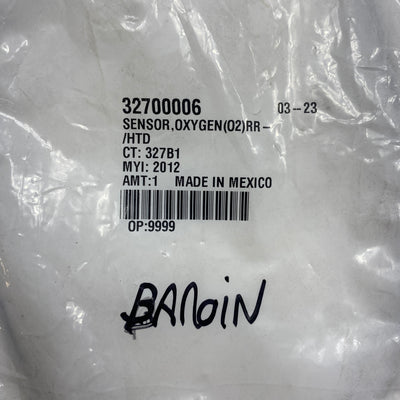 32700006 03-23
SENSOR,OXYGEN(O2)RR-
/HTD
CT: 327B1
MYI: 2012
AMT:1 MADE IN MEXICO
OP:9999